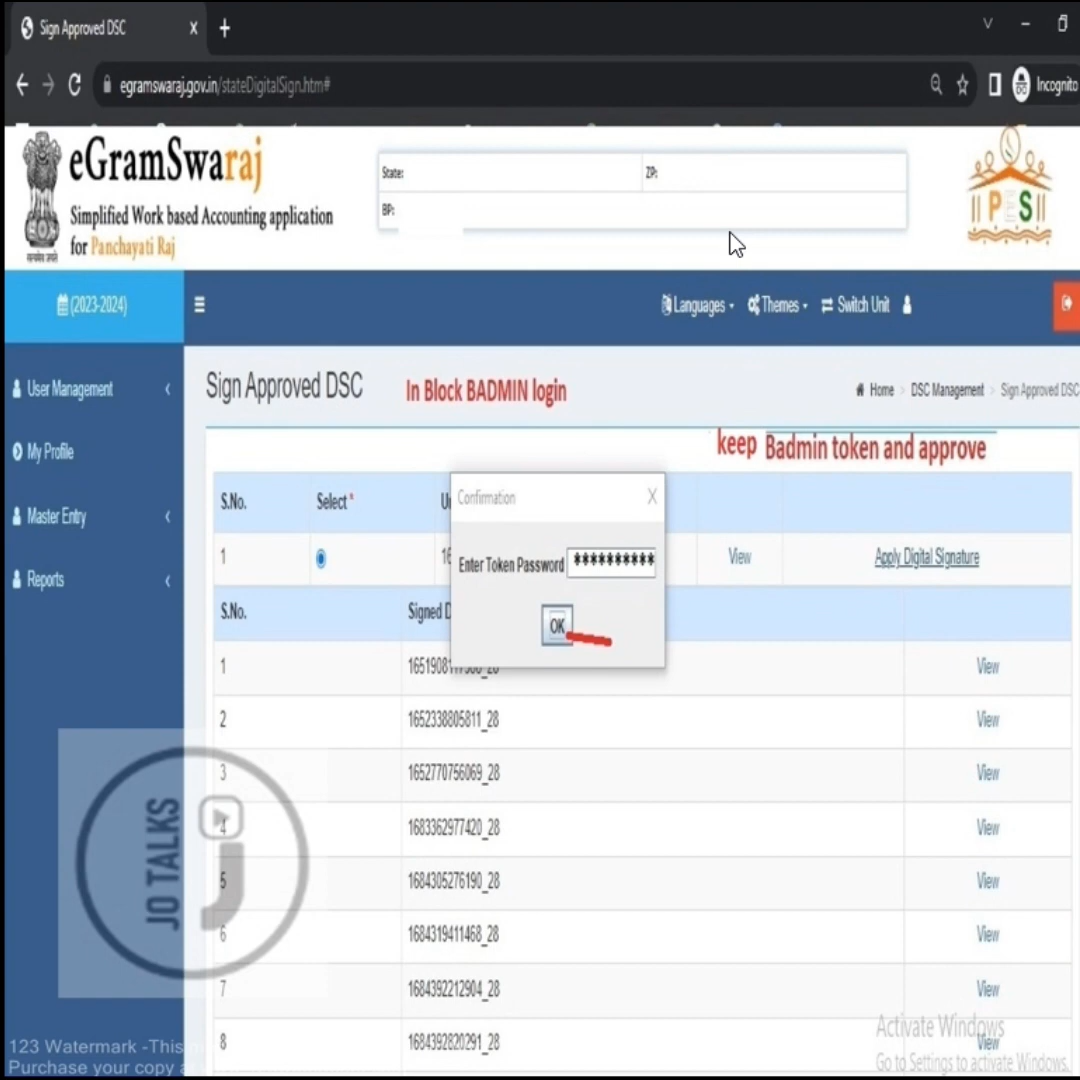 Sign Approved DSC
egramswaraj.gov.in/stateDigitalSign.htm#
Incognito
eGramSwaraj
Simplified Work based Accounting application
for Panchayati Raj
सत्यमेव जयते
State:
ZP:
BP:
P E S
(2023-2024)
Languages
Themes
Switch Unit
User Management
My Profile
Master Entry
Reports
Sign Approved DSC
In Block BADMIN login
Home > DSC Management > Sign Approved DSC
keep Badmin token and approve
S.No. Select*
1 View Apply Digital Signature
Confirmation X
Enter Token Password **********
OK
S.No. Signed D
1 View
2 1652338805811_28 View
3 1652770756069_28 View
4 1683362977420_28 View
5 1684305276190_28 View
6 1684319411468_28 View
7 1684392212904_28 View
8 1684392820291_28 View
JO TALKS
J
Activate Windows
Go to Settings to activate Windows.
123 Watermark -This
Purchase your copy